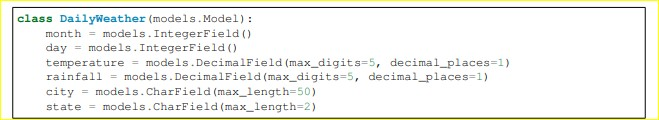 class DailyWeather(models.Model):
    month = models.IntegerField()
    day = models.IntegerField()
    temperature = models.DecimalField(max_digits=5, decimal_places=1)
    rainfall = models.DecimalField(max_digits=5, decimal_places=1)
    city = models.CharField(max_length=50)
    state = models.CharField(max_length=2)